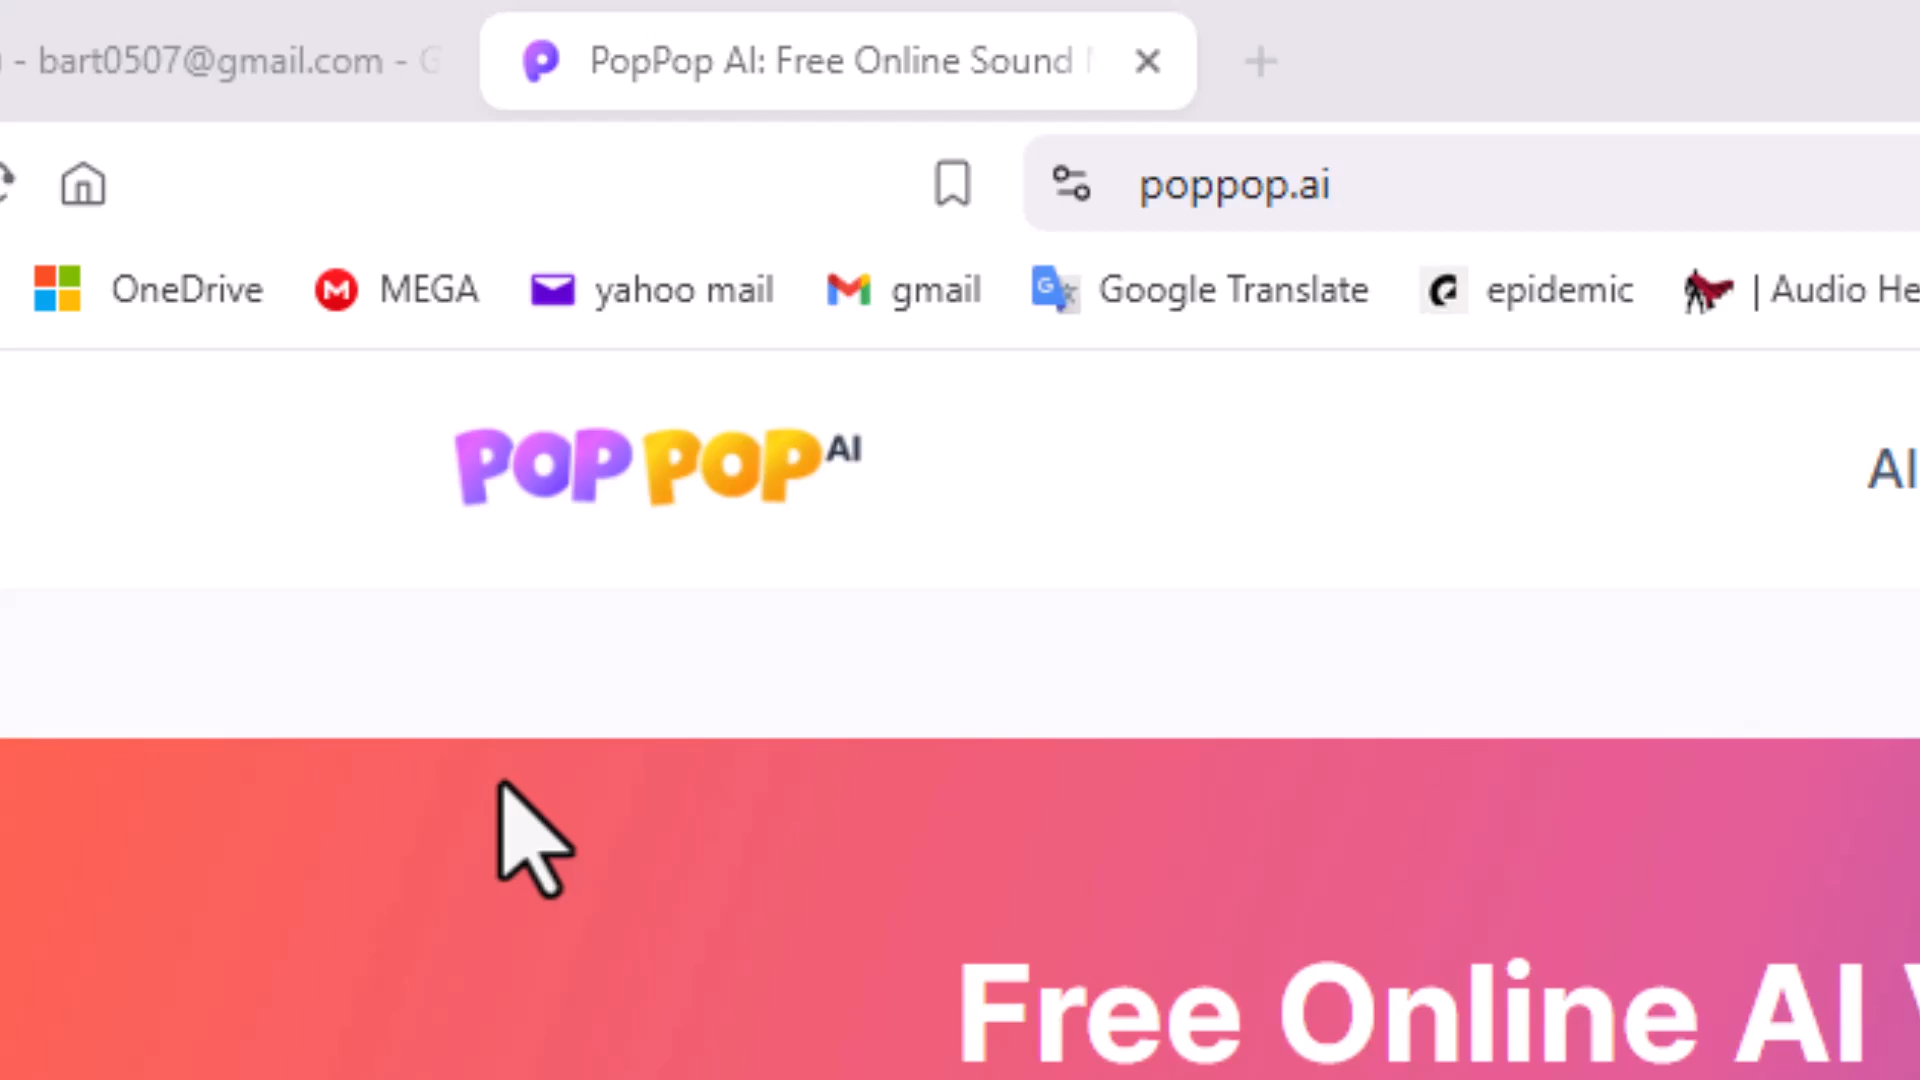 - bart0507@gmail.com - G
PopPop AI: Free Online Sound
poppop.ai
OneDrive MEGA yahoo mail gmail Google Translate epidemic | Audio He
POP POP AI
AI
Free Online AI